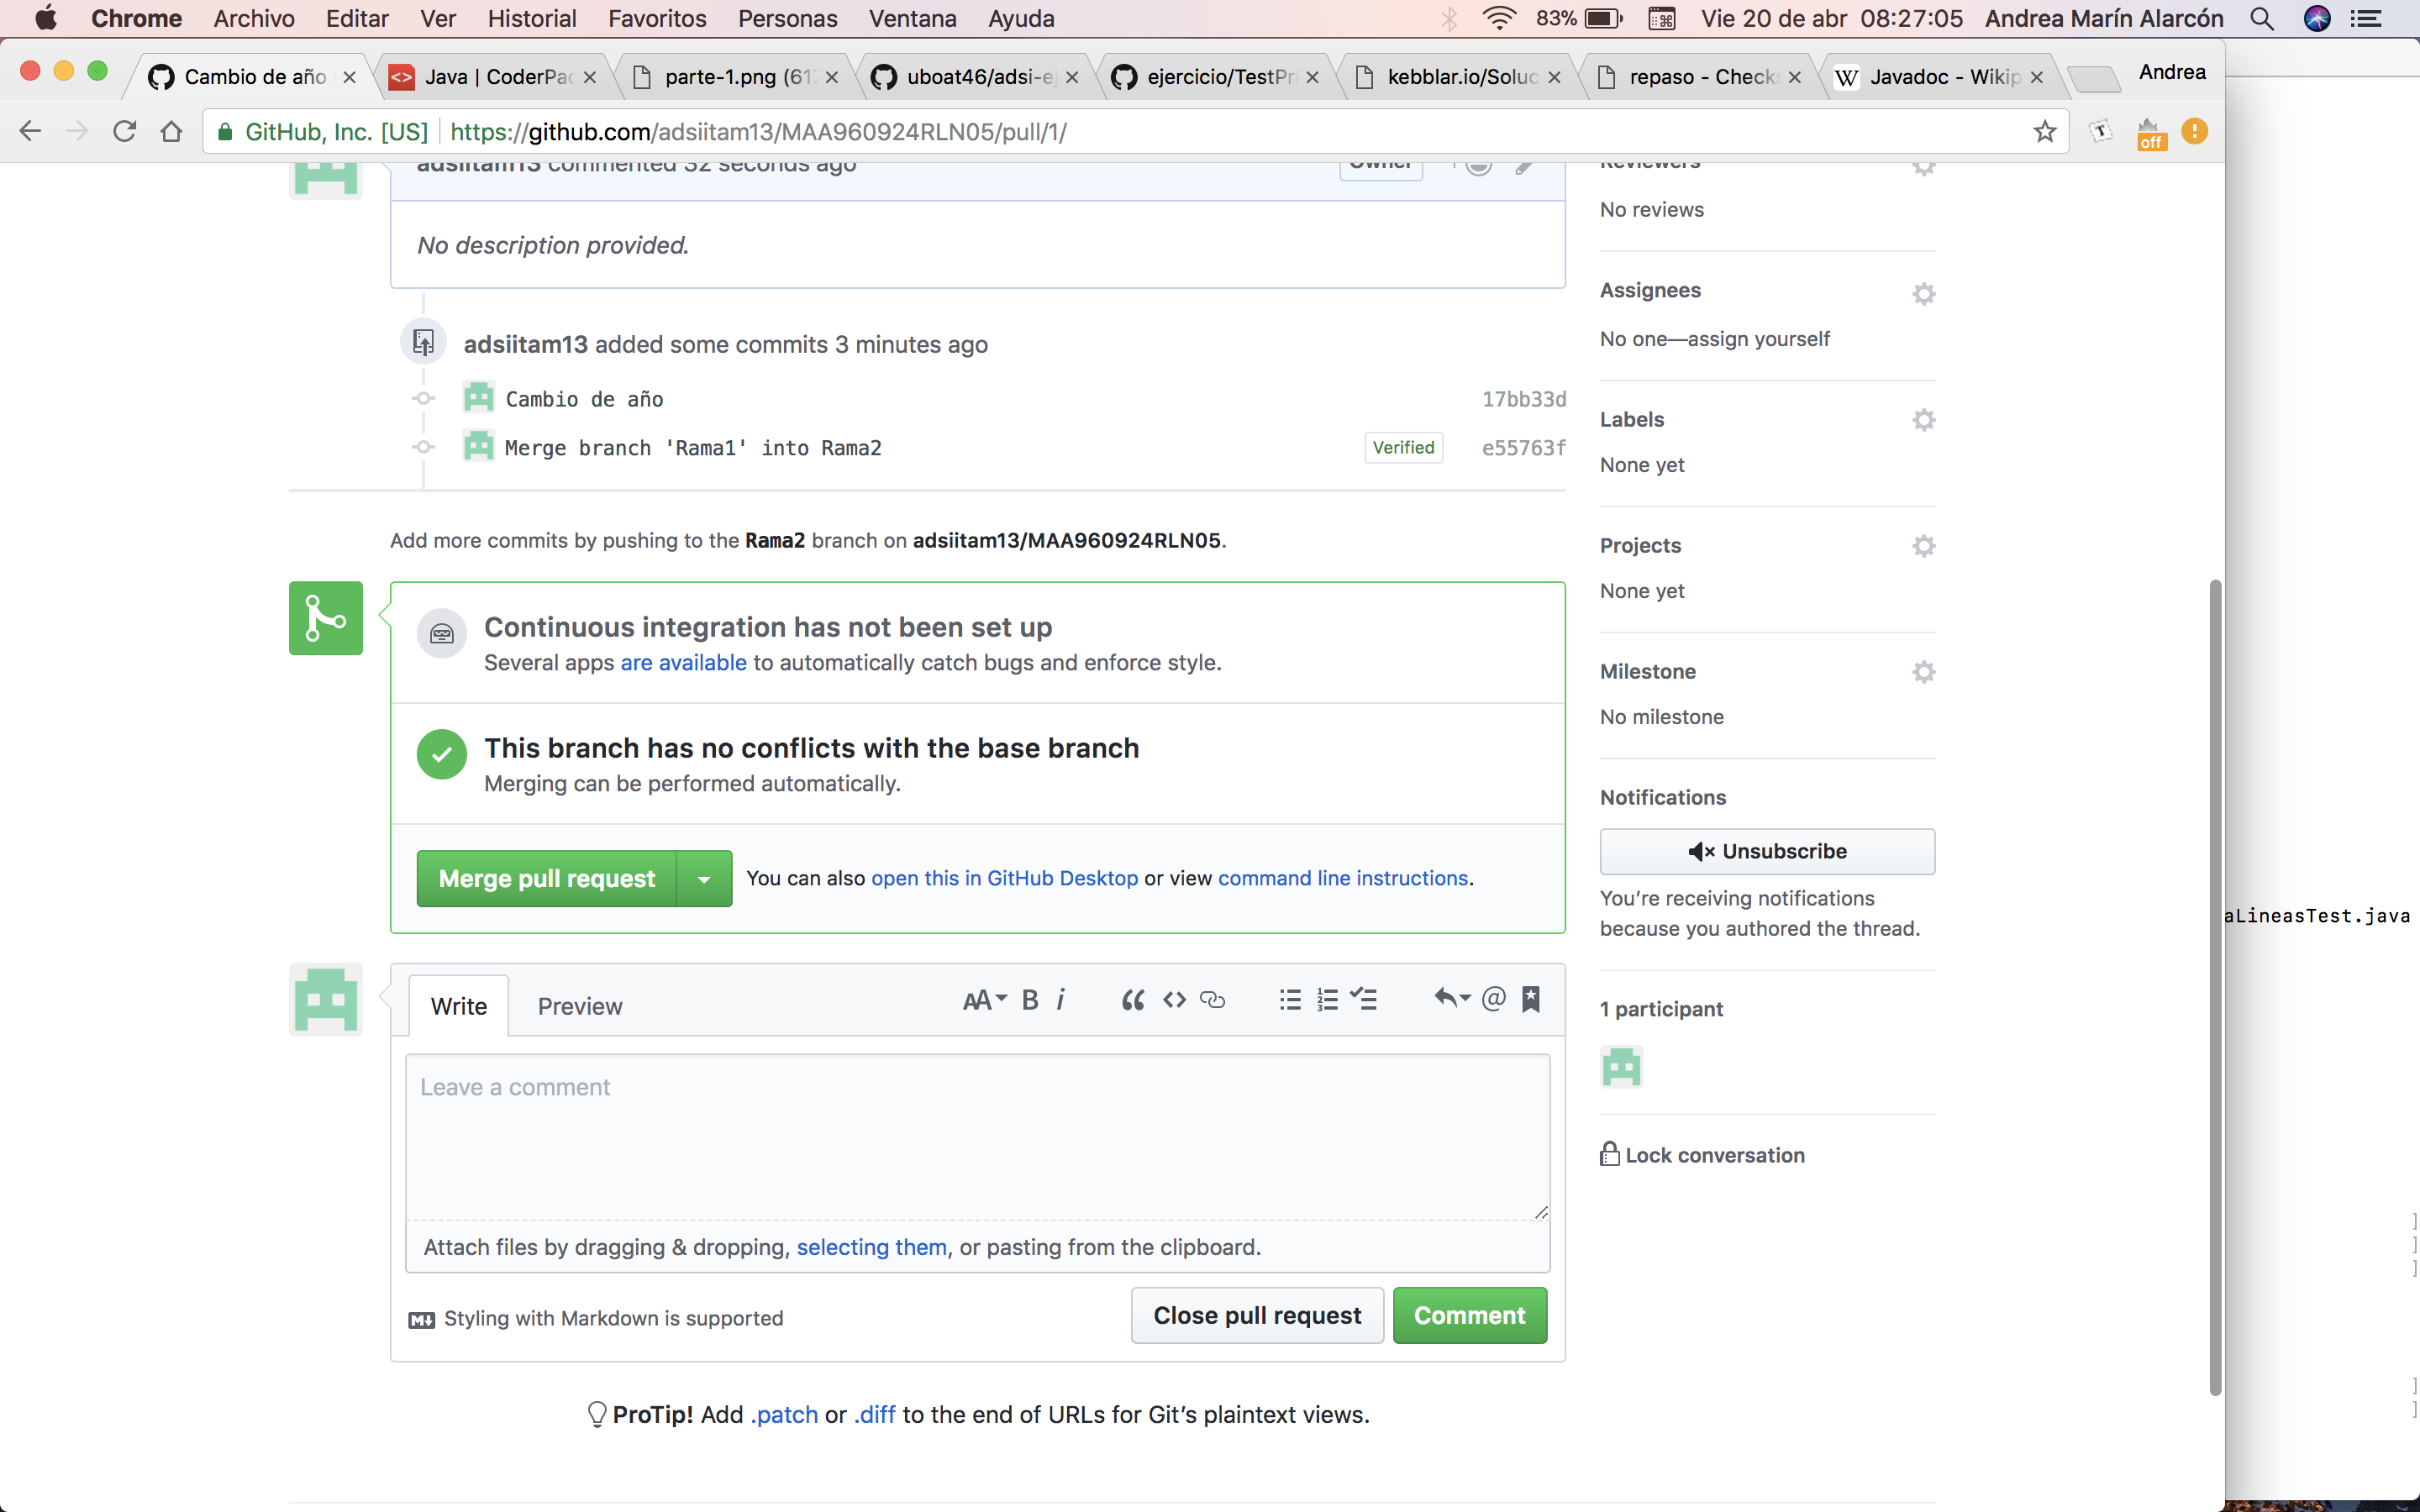 Chrome Archivo Editar Ver Historial Favoritos Personas Ventana Ayuda 83% Vie 20 de abr 08:27:05 Andrea Marín Alarcón
Cambio de año Java | CoderPac parte-1.png (61 uboat46/adsi-ej ejercicio/TestPri kebblar.io/Soluc repaso - Checks Javadoc - Wikip Andrea
GitHub, Inc. [US] https://github.com/adsiitam13/MAA960924RLN05/pull/1/ T off
adsiitam13 commented 32 seconds ago Owner
No description provided.
adsiitam13 added some commits 3 minutes ago
Cambio de año 17bb33d
Merge branch 'Rama1' into Rama2 Verified e55763f
Add more commits by pushing to the Rama2 branch on adsiitam13/MAA960924RLN05.
Continuous integration has not been set up
Several apps are available to automatically catch bugs and enforce style.
This branch has no conflicts with the base branch
Merging can be performed automatically.
Merge pull request You can also open this in GitHub Desktop or view command line instructions.
Write Preview AA B i
Leave a comment
Attach files by dragging & dropping, selecting them, or pasting from the clipboard.
Styling with Markdown is supported
Close pull request Comment
ProTip! Add .patch or .diff to the end of URLs for Git's plaintext views.
Reviewers
No reviews
Assignees
No one—assign yourself
Labels
None yet
Projects
None yet
Milestone
No milestone
Notifications
Unsubscribe
You're receiving notifications
because you authored the thread.
1 participant
Lock conversation
aLineasTest.java
]
]
]
]
]